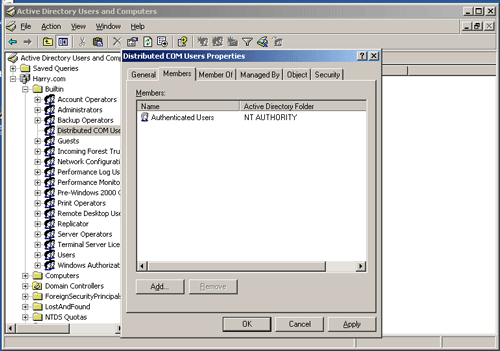 Active Directory Users and Computers
File Action View Window Help
Active Directory Users and Comp
Saved Queries
Harry.com
Builtin
Account Operators
Administrators
Backup Operators
Distributed COM Use
Guests
Incoming Forest Tru
Network Configurati
Performance Log Us
Performance Monito
Pre-Windows 2000 C
Print Operators
Remote Desktop Use
Replicator
Server Operators
Terminal Server Lice
Users
Windows Authorizat
Computers
Domain Controllers
ForeignSecurityPrincipals
LostAndFound
NTDS Quotas
Distributed COM Users Properties
General Members Member Of Managed By Object Security
Members:
Name Active Directory Folder
Authenticated Users NT AUTHORITY
Add... Remove
OK Cancel Apply